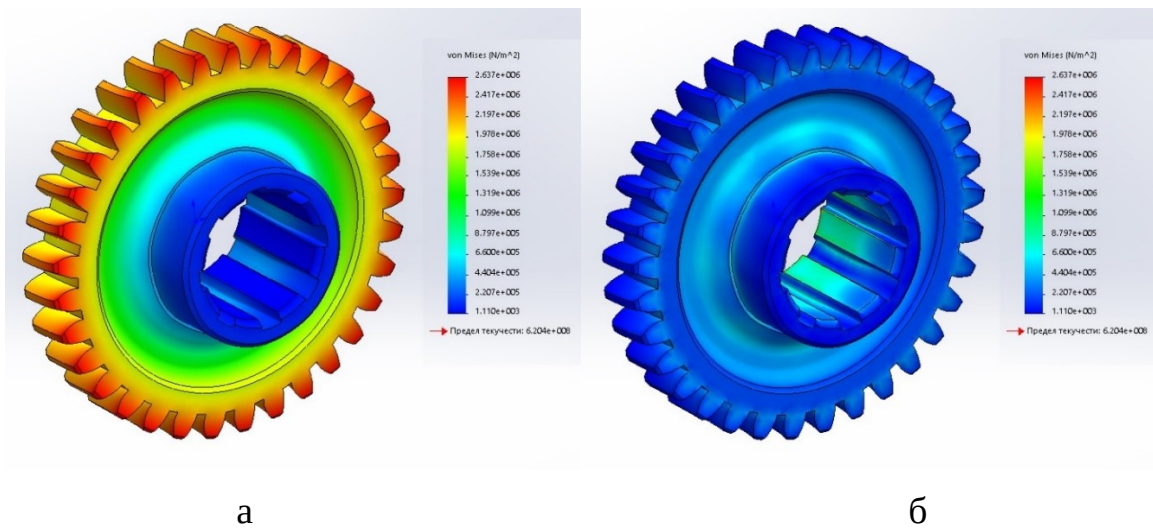 von Mises (N/m^2)
2.637e+006
2.417e+006
2.197e+006
1.978e+006
1.758e+006
1.539e+006
1.319e+006
1.099e+006
8.797e+005
6.600e+005
4.404e+005
2.207e+005
1.110e+003
Предел текучести: 6.204e+008
von Mises (N/m^2)
2.637e+006
2.417e+006
2.197e+006
1.978e+006
1.758e+006
1.539e+006
1.319e+006
1.099e+006
8.797e+005
6.600e+005
4.404e+005
2.207e+005
1.110e+003
Предел текучести: 6.204e+008
а
б